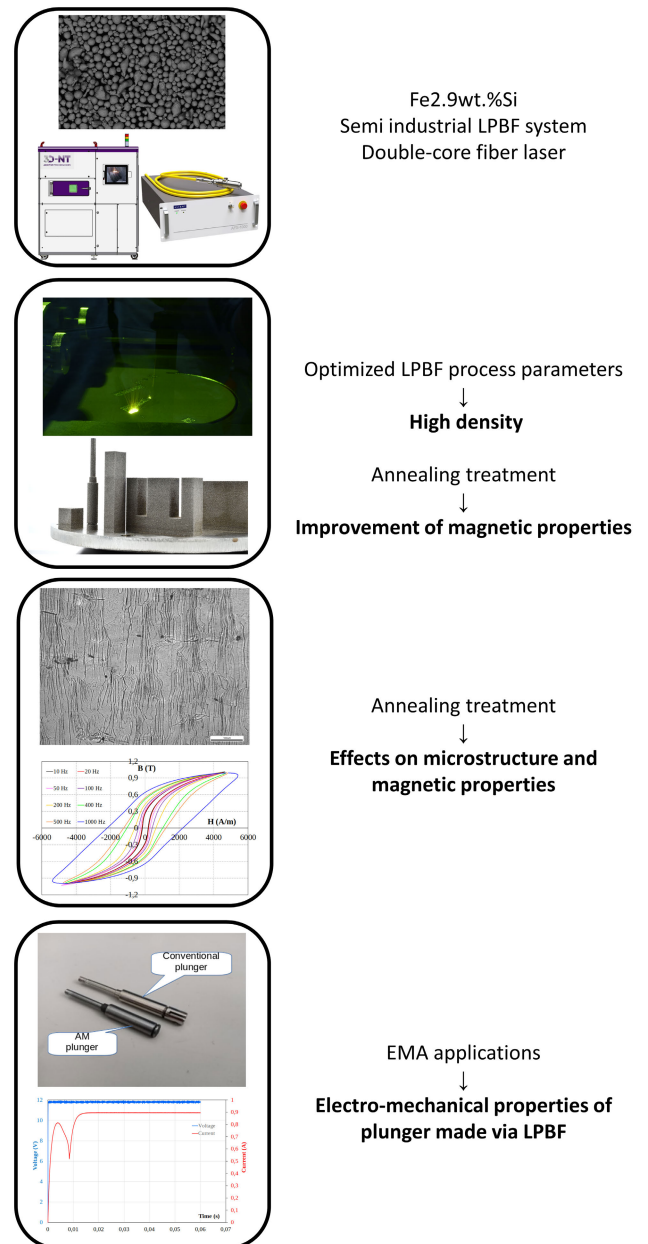 Fe2.9wt.%Si
Semi industrial LPBF system
Double-core fiber laser
3D-NT
Optimized LPBF process parameters
↓
High density
Annealing treatment
↓
Improvement of magnetic properties
Annealing treatment
↓
Effects on microstructure and
magnetic properties
B (T)
1,2
0,9
0,6
0,3
0
-0,3
-0,6
-0,9
-1,2
10 Hz
20 Hz
50 Hz
100 Hz
200 Hz
400 Hz
500 Hz
1000 Hz
H (A/m)
-6000
-4000
-2000
0
2000
4000
6000
Conventional
plunger
AM
plunger
EMA applications
↓
Electro-mechanical properties of
plunger made via LPBF
Voltage (V)
12
10
8
6
4
2
0
Voltage
Current
Current (A)
1
0,9
0,8
0,7
0,6
0,5
0,4
0,3
0,2
0,1
0
Time (s)
0
0,01
0,02
0,03
0,04
0,05
0,06
0,07